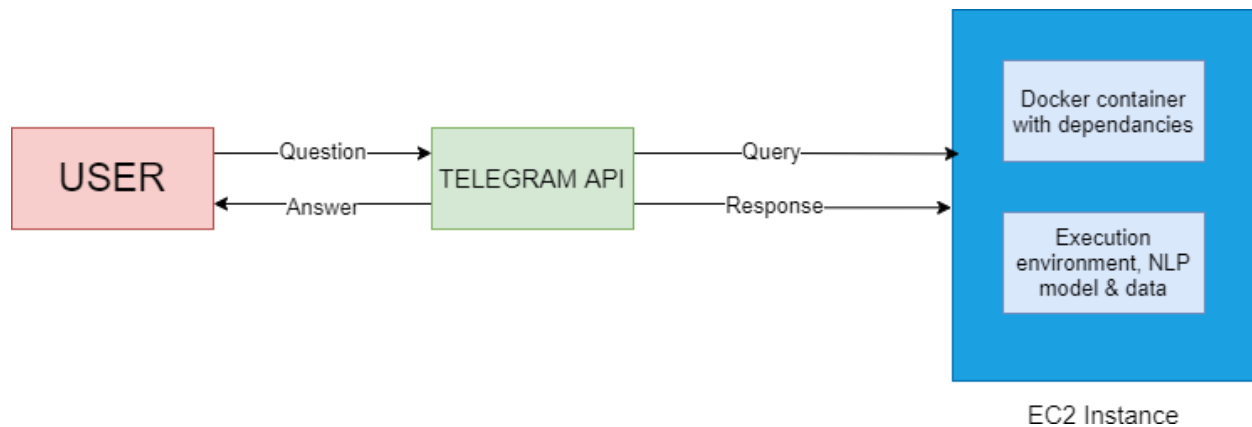 USER
Question
Answer
TELEGRAM API
Query
Response
Docker container
with dependancies
Execution
environment, NLP
model & data
EC2 Instance